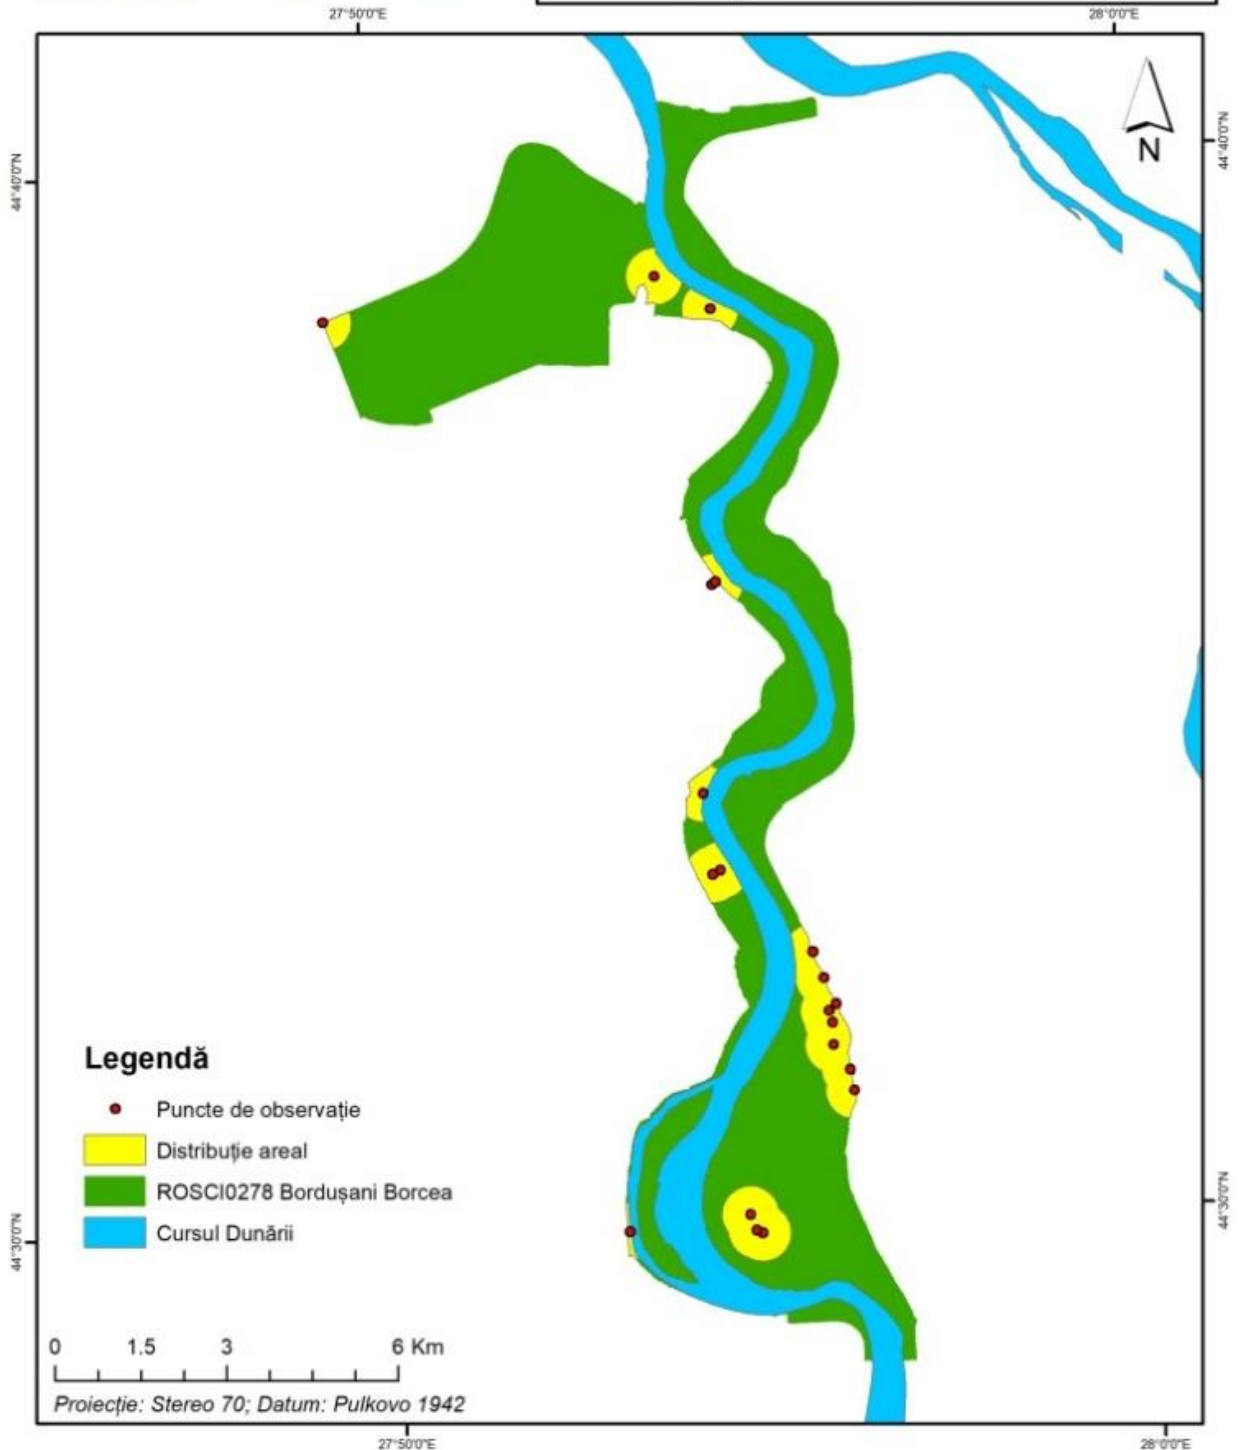 27°50'0"E 28°0'0"E
44°40'0"N
44°40'0"N
N
Legendă
Puncte de observație
Distribuție areal
ROSCI0278 Bordușani Borcea
Cursul Dunării
44°30'0"N
44°30'0"N
0 1.5 3 6 Km
Proiecție: Stereo 70; Datum: Pulkovo 1942
27°50'0"E 28°0'0"E